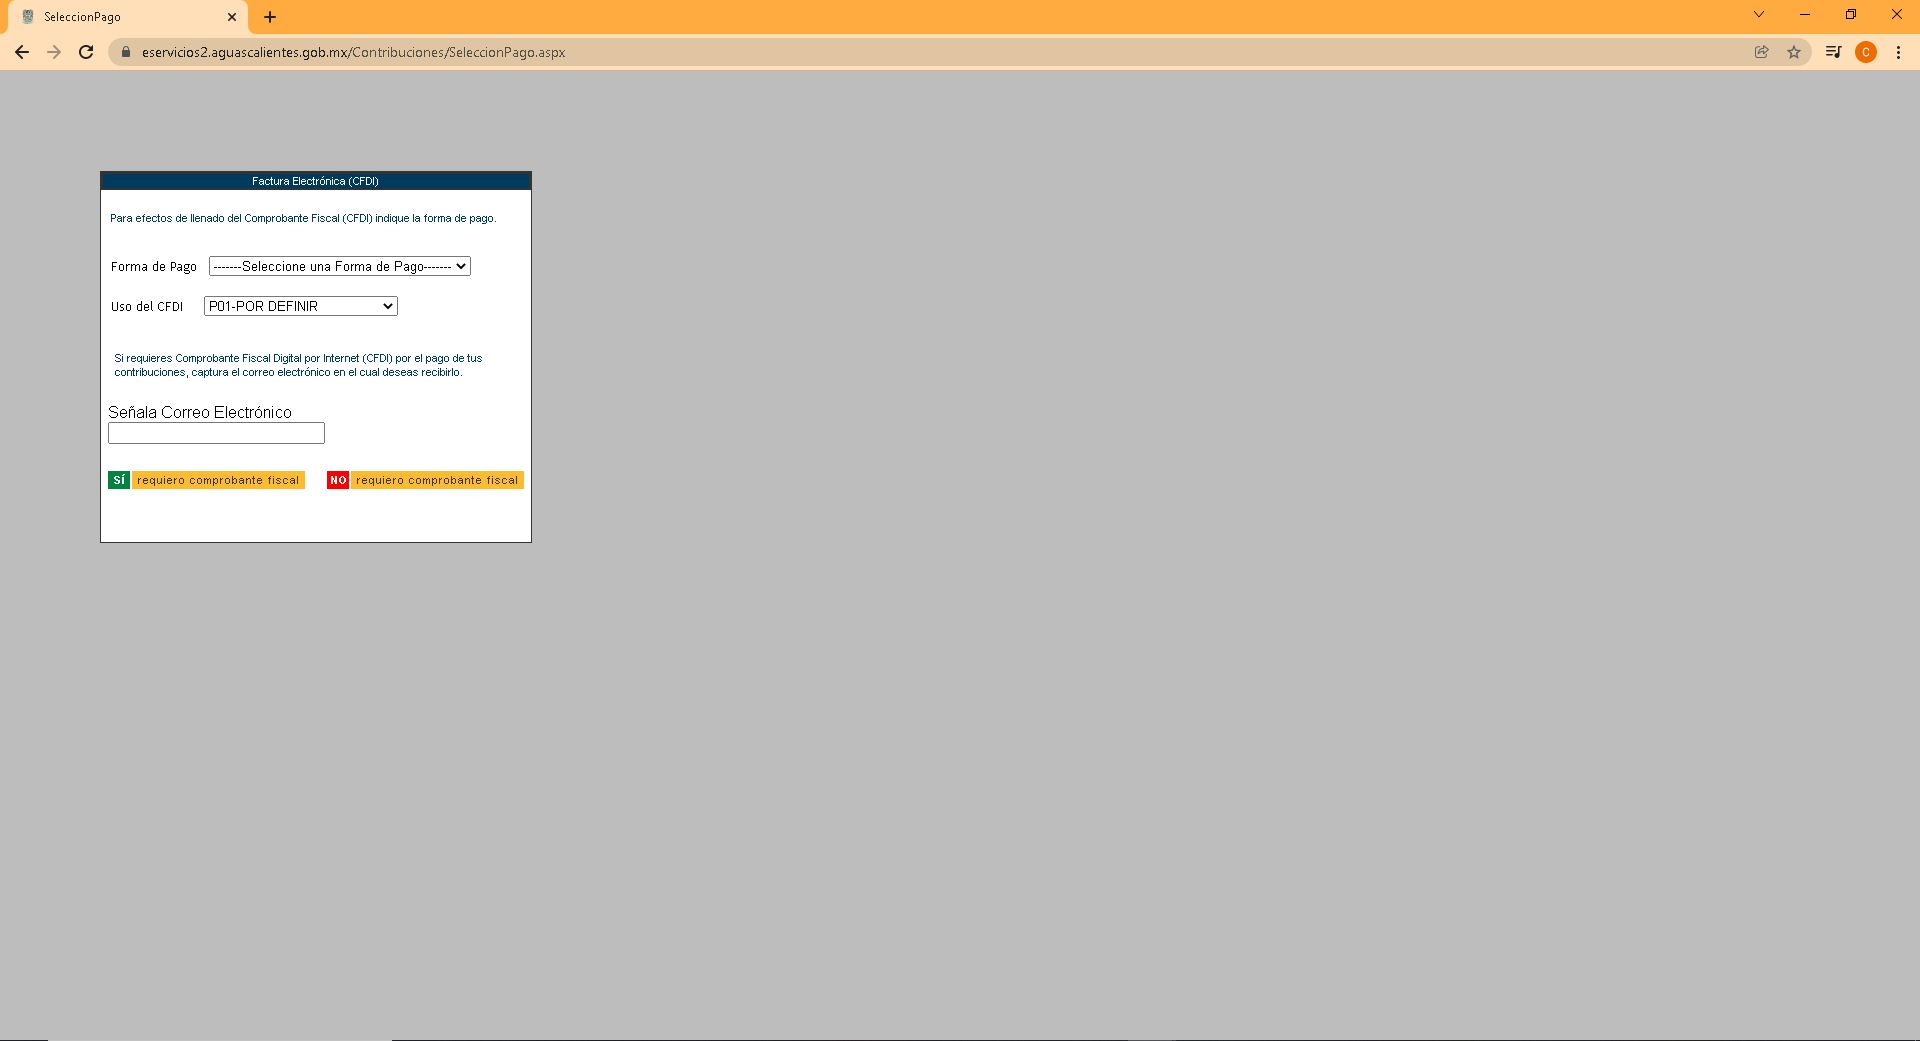 SeleccionPago
eservicios2.aguascalientes.gob.mx/Contribuciones/SeleccionPago.aspx
C
Factura Electrónica (CFDI)
Para efectos de llenado del Comprobante Fiscal (CFDI) indique la forma de pago.
Forma de Pago -------Seleccione una Forma de Pago-------
Uso del CFDI P01-POR DEFINIR
Si requieres Comprobante Fiscal Digital por Internet (CFDI) por el pago de tus
contribuciones, captura el correo electrónico en el cual deseas recibirlo.
Señala Correo Electrónico
SÍ requiero comprobante fiscal NO requiero comprobante fiscal